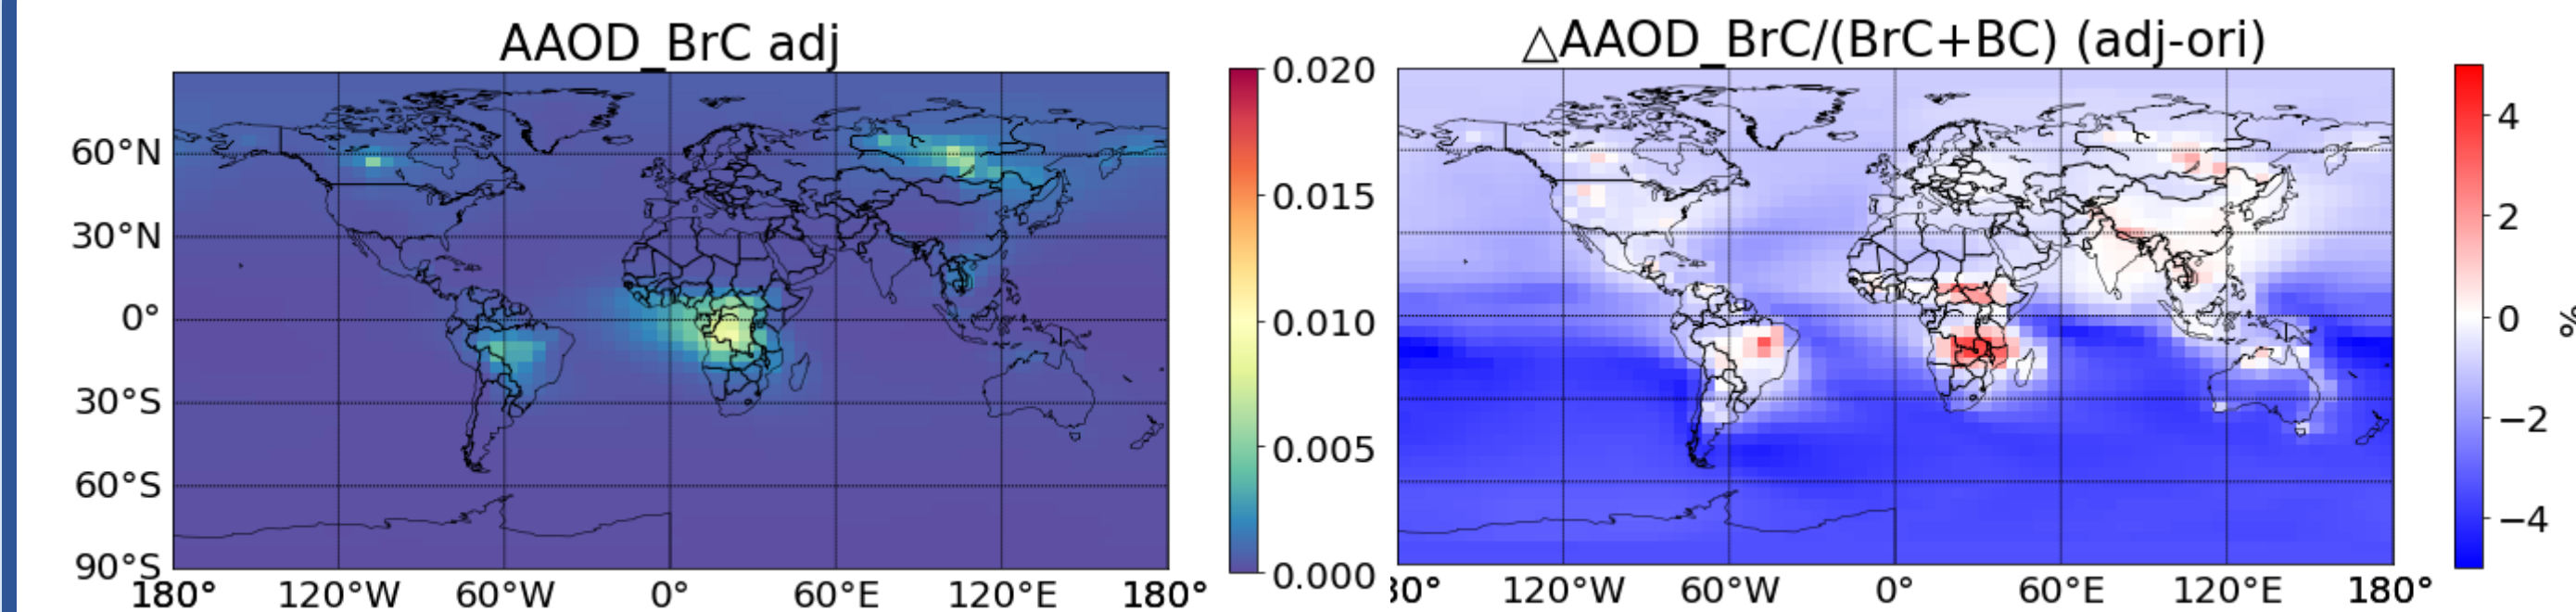 AAOD_BrC adj
60°N
30°N
0°
30°S
60°S
90°S
180° 120°W 60°W 0° 60°E 120°E 180°
0.020
0.015
0.010
0.005
0.000
△AAOD_BrC/(BrC+BC) (adj-ori)
80° 120°W 60°W 0° 60°E 120°E 180°
4
2
0
−2
−4
%